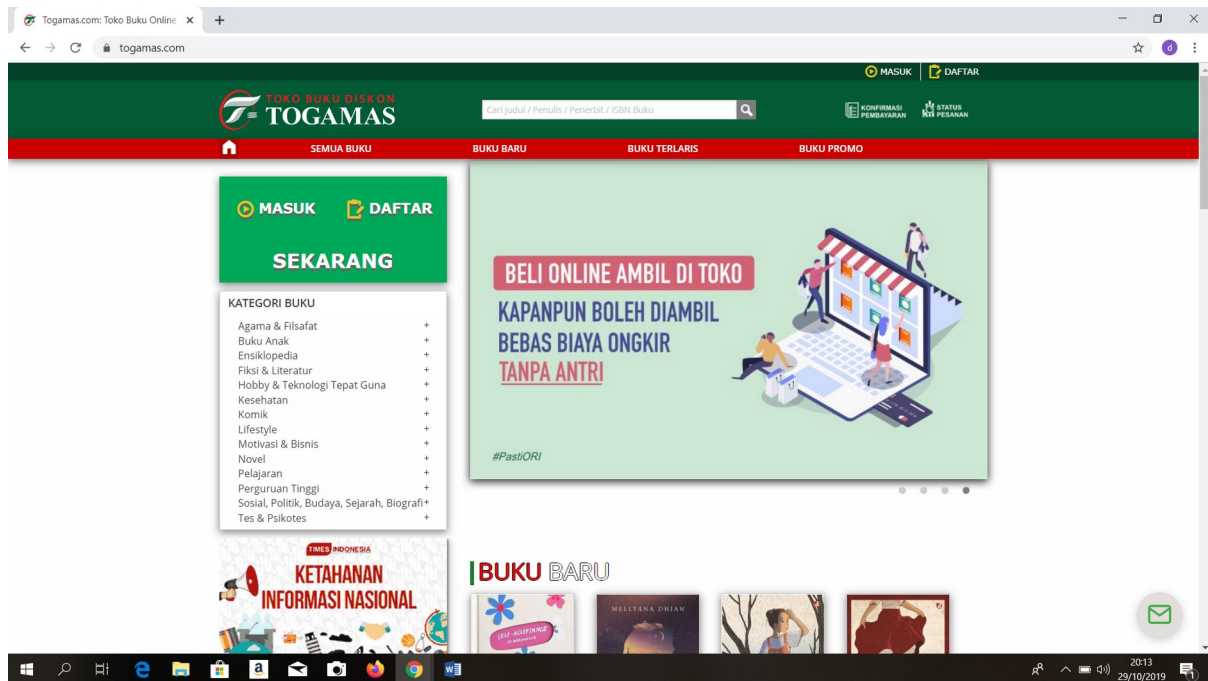 Togamas.com: Toko Buku Online
togamas.com
d
MASUK DAFTAR
TOKO BUKU DISKON
TOGAMAS
Cari Judul / Penulis / Penerbit / ISBN Buku
KONFIRMASI
PEMBAYARAN
STATUS
PESANAN
SEMUA BUKU BUKU BARU BUKU TERLARIS BUKU PROMO
MASUK DAFTAR
SEKARANG
KATEGORI BUKU
Agama & Filsafat +
Buku Anak +
Ensiklopedia +
Fiksi & Literatur +
Hobby & Teknologi Tepat Guna +
Kesehatan +
Komik +
Lifestyle +
Motivasi & Bisnis +
Novel +
Pelajaran +
Perguruan Tinggi +
Sosial, Politik, Budaya, Sejarah, Biografi+
Tes & Psikotes +
BELI ONLINE AMBIL DI TOKO
KAPANPUN BOLEH DIAMBIL
BEBAS BIAYA ONGKIR
TANPA ANTRI
#PastiORI
TIMES INDONESIA
KETAHANAN
INFORMASI NASIONAL
BUKU BARU
SELF-ACCEPTANCE
MELLYANA DHIAN
20:13
29/10/2019